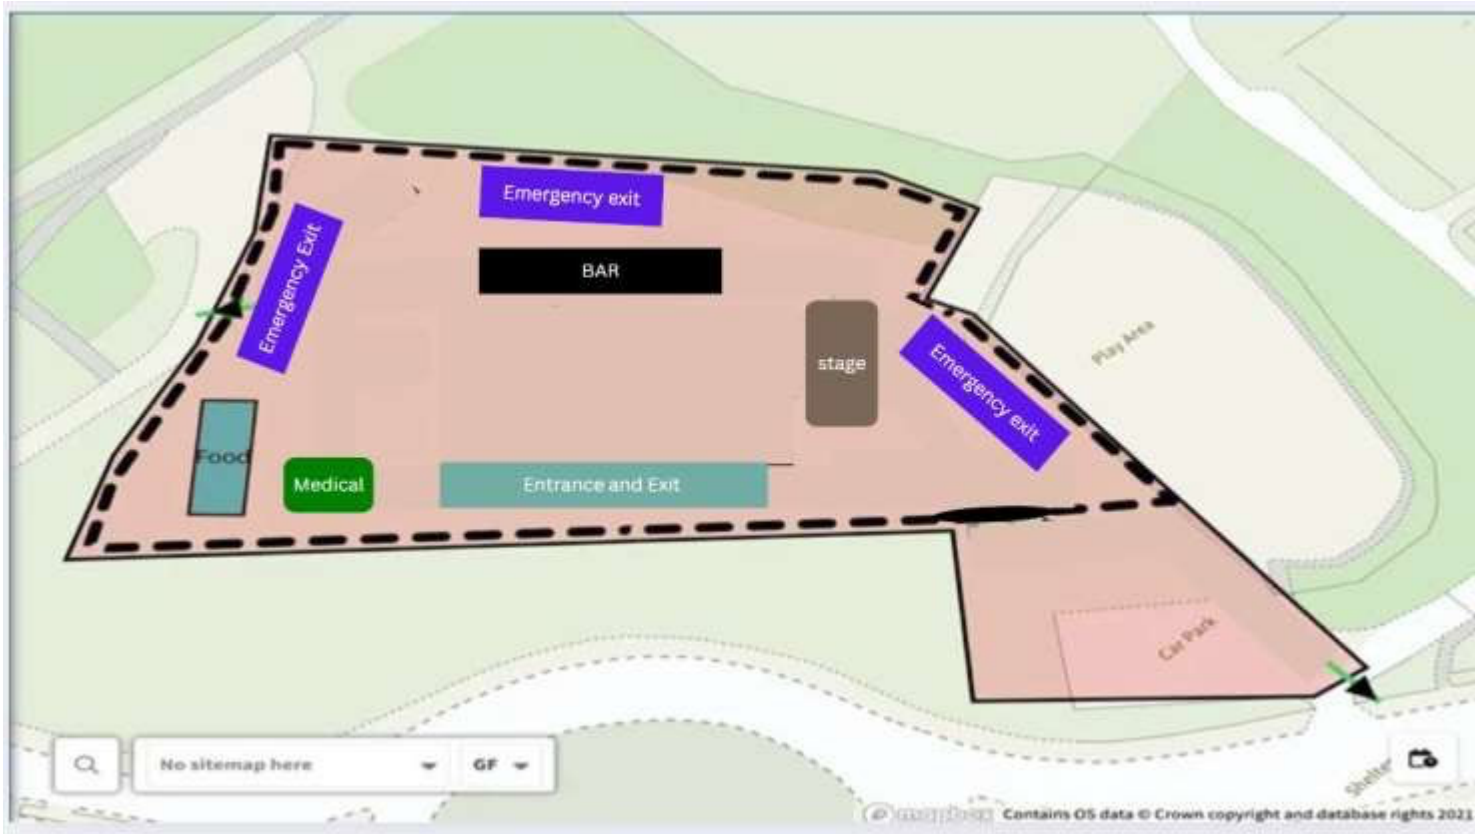 Emergency exit
Emergency Exit
BAR
Play Area
stage
Emergency exit
Food
Medical
Entrance and Exit
Car Park
No sitemap here
GF
mapbox
Contains OS data © Crown copyright and database rights 2021